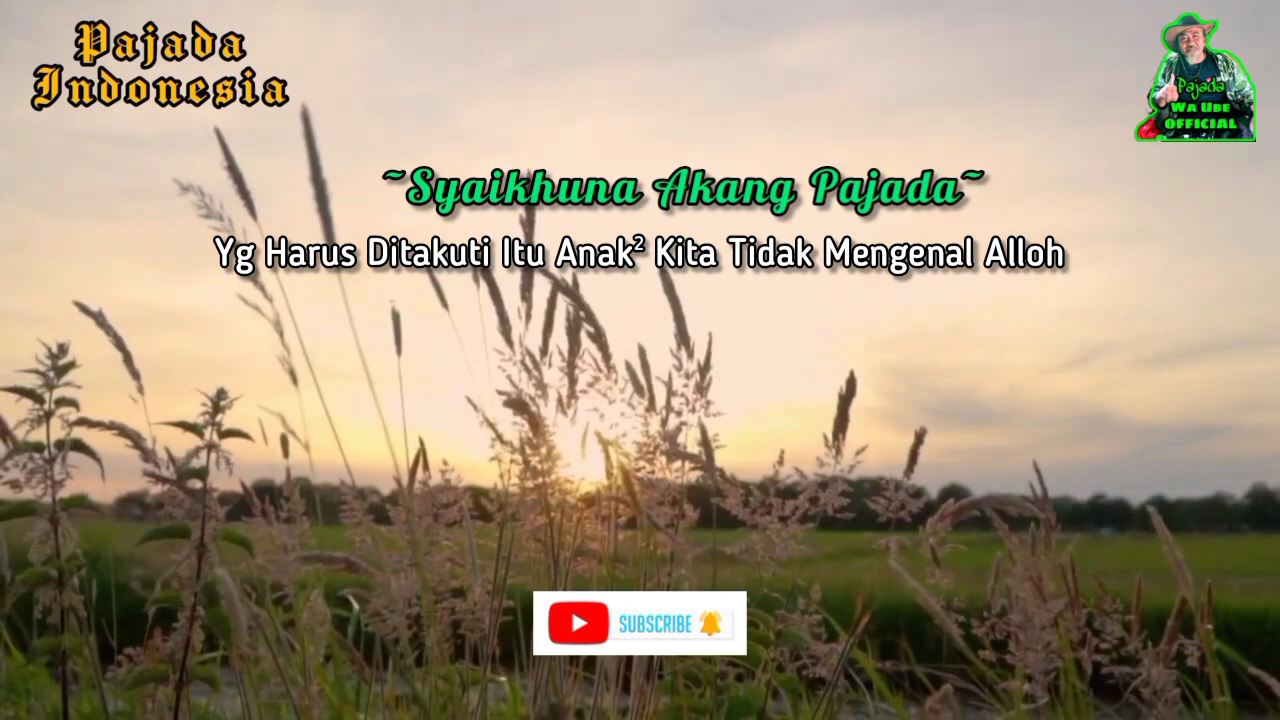 Pajada
Indonesia
Pajada
Wa Ube
OFFICIAL
~Syaikhuna Akang Pajada~
Yg Harus Ditakuti Itu Anak² Kita Tidak Mengenal Alloh
SUBSCRIBE